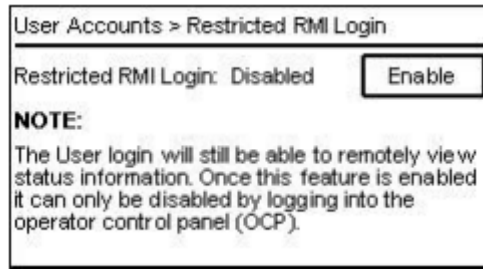 User Accounts > Restricted RMI Login
Restricted RMI Login: Disabled Enable
NOTE:
The User login will still be able to remotely view
status information. Once this feature is enabled
it can only be disabled by logging into the
operator control panel (OCP).